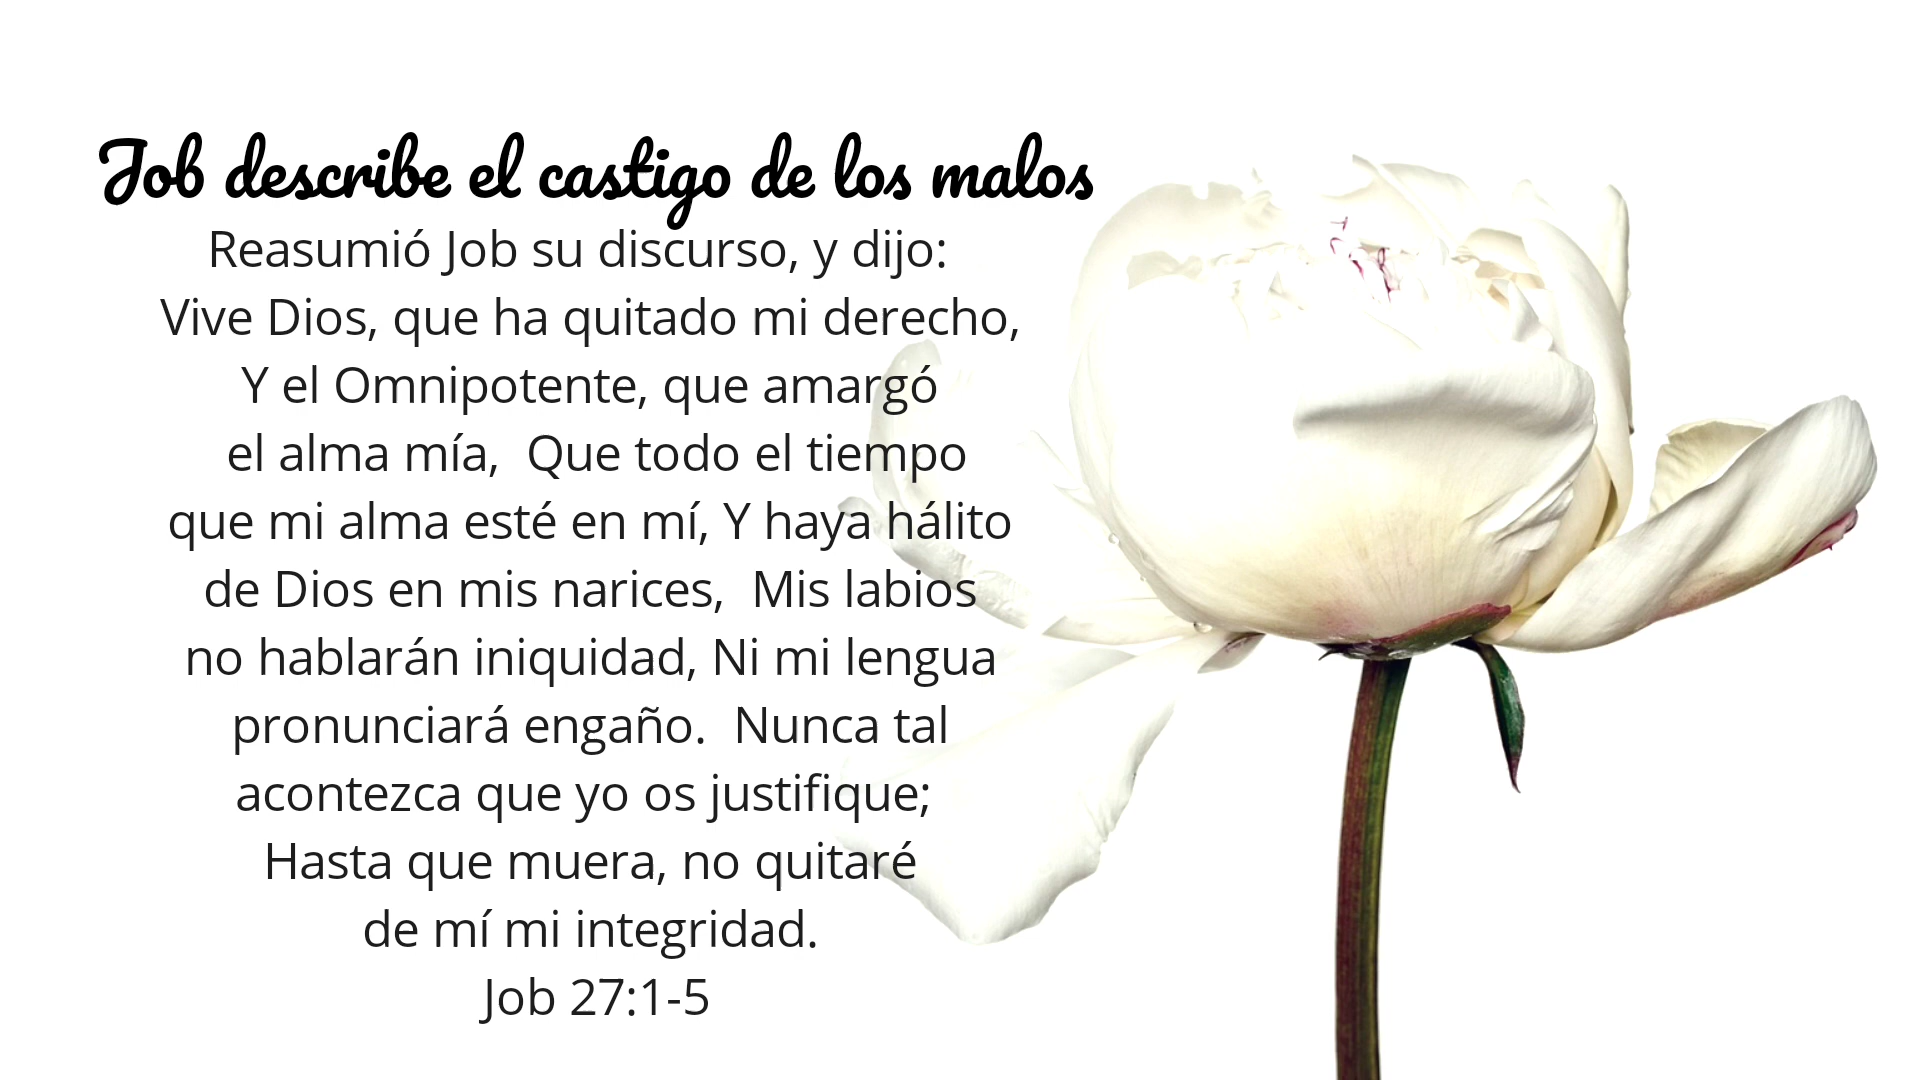 Job describe el castigo de los malos
Reasumió Job su discurso, y dijo:
Vive Dios, que ha quitado mi derecho,
Y el Omnipotente, que amargó
el alma mía,  Que todo el tiempo
que mi alma esté en mí, Y haya hálito
de Dios en mis narices,  Mis labios
no hablarán iniquidad, Ni mi lengua
pronunciará engaño.  Nunca tal
acontezca que yo os justifique;
Hasta que muera, no quitaré
de mí mi integridad.
Job 27:1-5